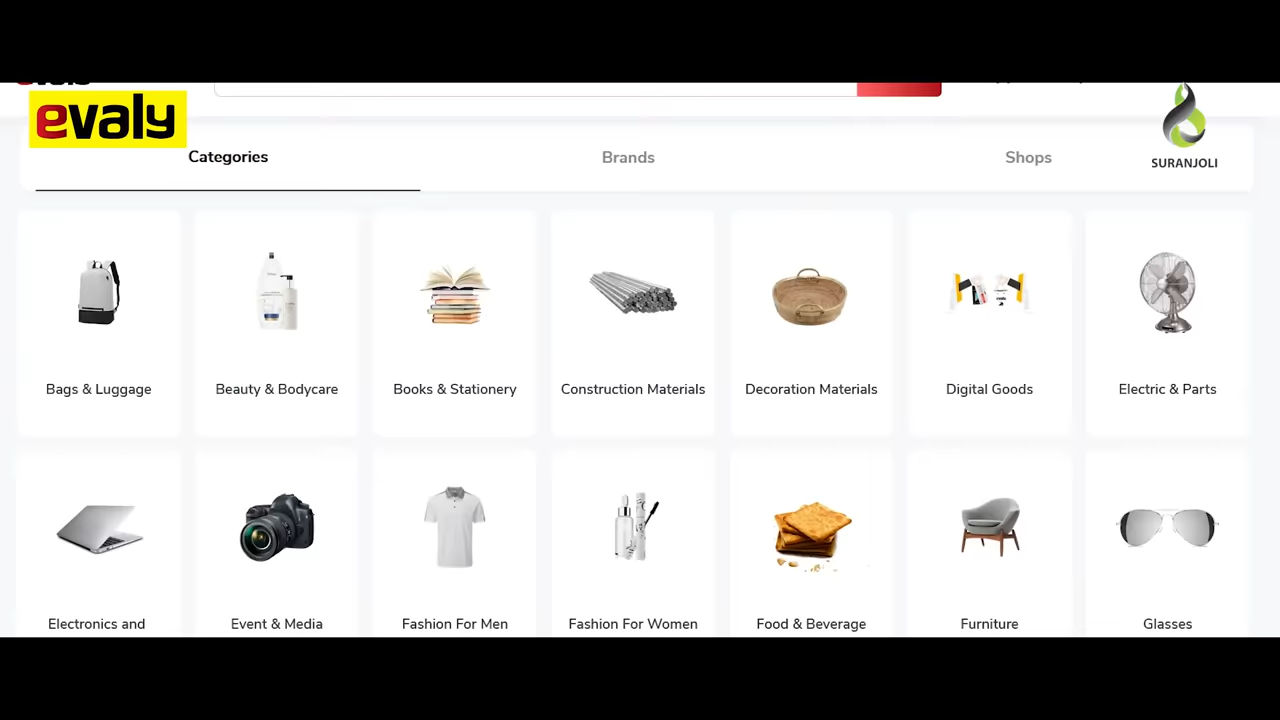 evaly
Categories
Brands
Shops
SURANJOLI
Bags & Luggage
Beauty & Bodycare
Books & Stationery
Construction Materials
Decoration Materials
Digital Goods
Electric & Parts
Electronics and
Event & Media
Fashion For Men
Fashion For Women
Food & Beverage
Furniture
Glasses